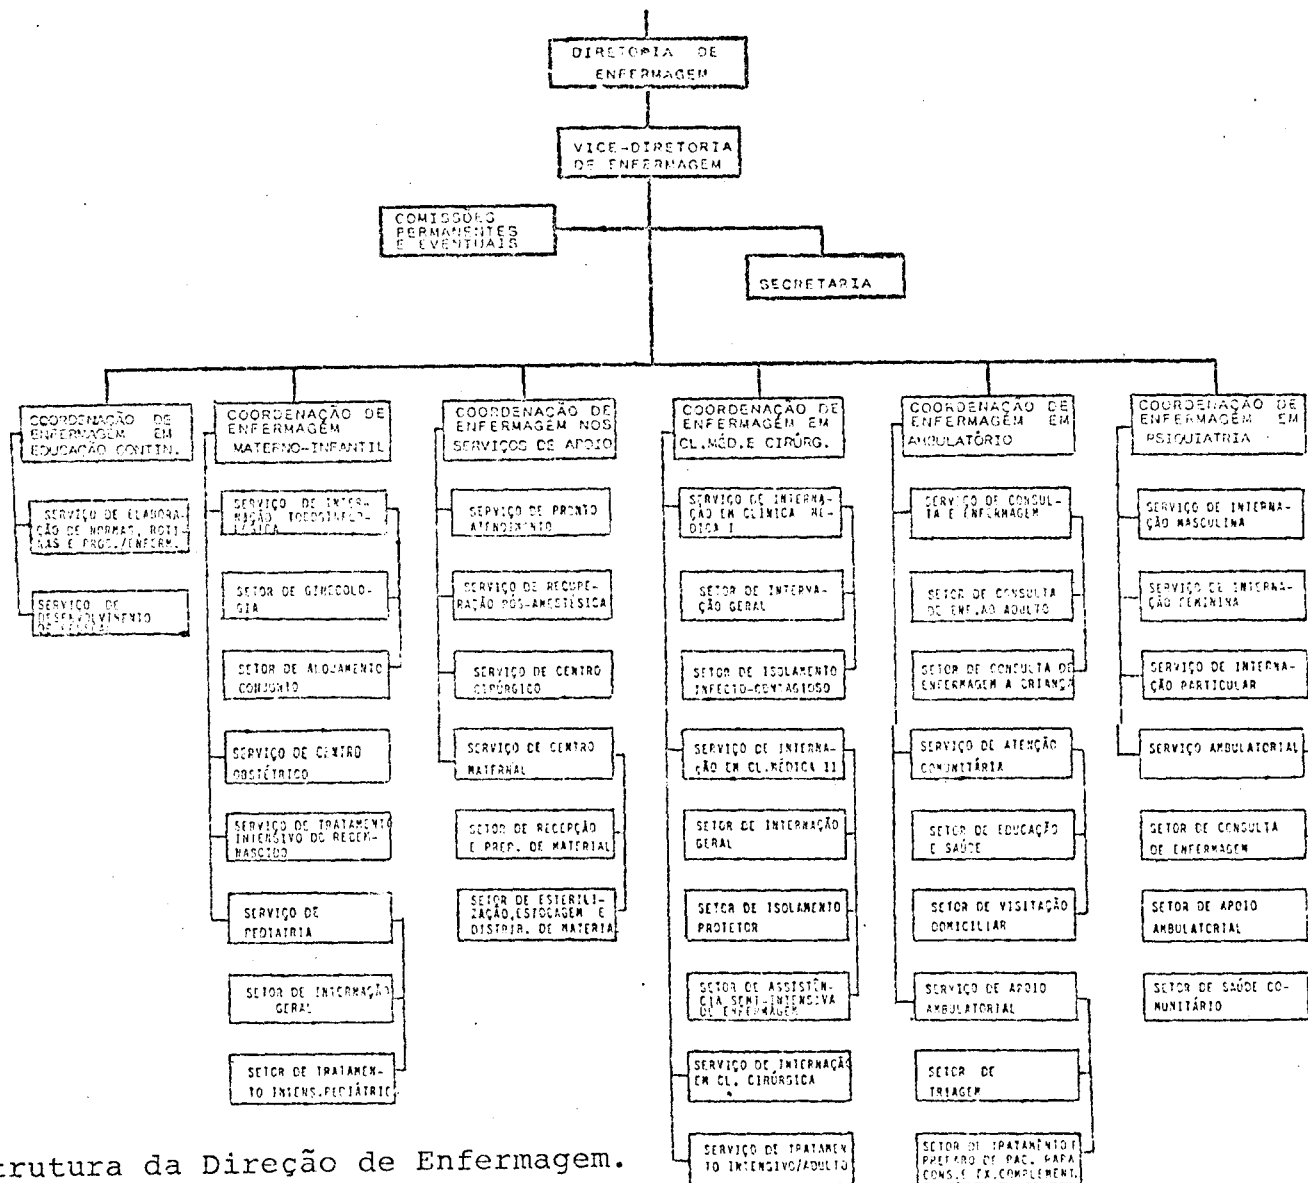 DIRETORIA DE
ENFERMAGEM
VICE-DIRETORIA
DE ENFERMAGEM
COMISSÕES
PERMANENTES
E EVENTUAIS
SECRETARIA
COORDENAÇÃO DE
ENFERMAGEM EM
EDUCAÇÃO CONTIN.
SERVIÇO DE ELABORA-
ÇÃO DE NORMAS, ROTI-
NAS E PROC./ENFERM.
SERVIÇO DE
DESENVOLVIMENTO
COORDENAÇÃO DE
ENFERMAGEM
MATERNO-INFANTIL
SERVIÇO DE INTER-
NAÇÃO
SETOR DE GINECOLO-
GIA
SETOR DE ALOJAMENTO
CONJUNTO
SERVIÇO DE CENTRO
OBSTÉTRICO
SERVIÇO DE TRATAMENTO
INTENSIVO DO RECEM-
NASCIDO
SERVIÇO DE
PEDIATRIA
SETOR DE INTERNAÇÃO
GERAL
SETOR DE TRATAMEN-
TO INTENS.PEDIÁTRIC
COORDENAÇÃO DE
ENFERMAGEM NOS
SERVIÇOS DE APOIO
SERVIÇO DE PRONTO
ATENDIMENTO
SERVIÇO DE RECUPE-
RAÇÃO PÓS-ANESTÉSICA
SERVIÇO DE CENTRO
CIRÚRGICO
SERVIÇO DE CENTRO
MATERNAL
SETOR DE RECEPÇÃO
E PREP. DE MATERIAL
SETOR DE ESTERILI-
ZAÇÃO,ESTOCAGEM E
DISTRIB. DE MATERIA
COORDENAÇÃO DE
ENFERMAGEM EM
CL.MÉD.E CIRÚRG.
SERVIÇO DE INTERNA-
ÇÃO EM CLÍNICA MÉ-
DICA I
SETOR DE INTERNA-
ÇÃO GERAL
SETOR DE ISOLAMENTO
INFECTO-CONTAGIOSO
SERVIÇO DE INTERNA-
ÇÃO EM CL.MÉDICA II
SETOR DE INTERNAÇÃO
GERAL
SETOR DE ISOLAMENTO
PROTETOR
SETOR DE ASSISTÊN-
CIA SEMI-INTENSIVA
DE ENFERMAGEM
SERVIÇO DE INTERNAÇÃO
EM CL. CIRÚRGICA
SERVIÇO DE TRATAMEN
TO INTENSIVO/ADULTO
COORDENAÇÃO DE
ENFERMAGEM EM
AMBULATÓRIO
SERVIÇO DE CONSUL-
TA E ENFERMAGEM
SETOR DE CONSULTA
DE ENF.AO ADULTO
SETOR DE CONSULTA DE
ENFERMAGEM A CRIANÇA
SERVIÇO DE ATENÇÃO
COMUNITÁRIA
SETOR DE EDUCAÇÃO
E SAÚDE
SETOR DE VISITAÇÃO
DOMICILIAR
SERVIÇO DE APOIO
AMBULATORIAL
SETOR DE
TRIAGEM
SETOR DE TRATAMENTO E
PREPARO DE PAC. PARA
CONS.E EX.COMPLEMENT.
COORDENAÇÃO DE
ENFERMAGEM EM
PSIQUIATRIA
SERVIÇO DE INTERNA-
ÇÃO MASCULINA
SERVIÇO DE INTERNA-
ÇÃO FEMININA
SERVIÇO DE INTERNA-
ÇÃO PARTICULAR
SERVIÇO AMBULATORIAL
SETOR DE CONSULTA
DE ENFERMAGEM
SETOR DE APOIO
AMBULATORIAL
SETOR DE SAÚDE CO-
MUNITÁRIO
trutura da Direção de Enfermagem.